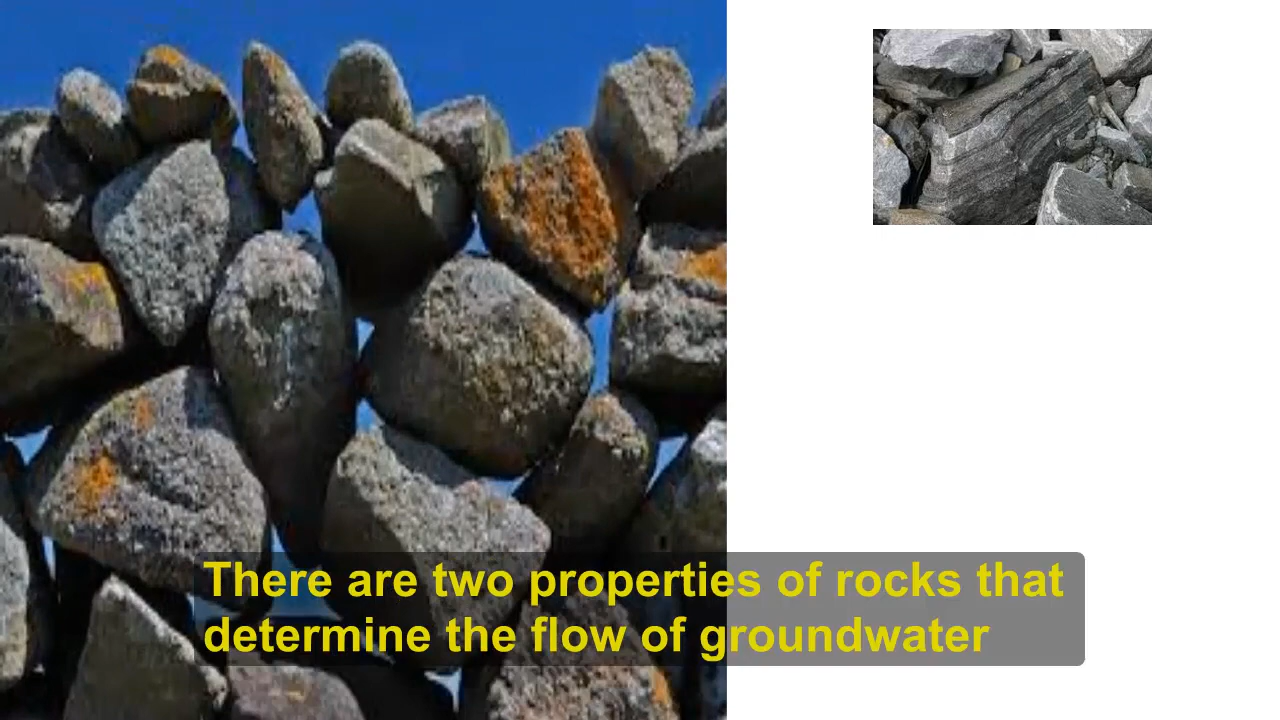 There are two properties of rocks that
determine the flow of groundwater